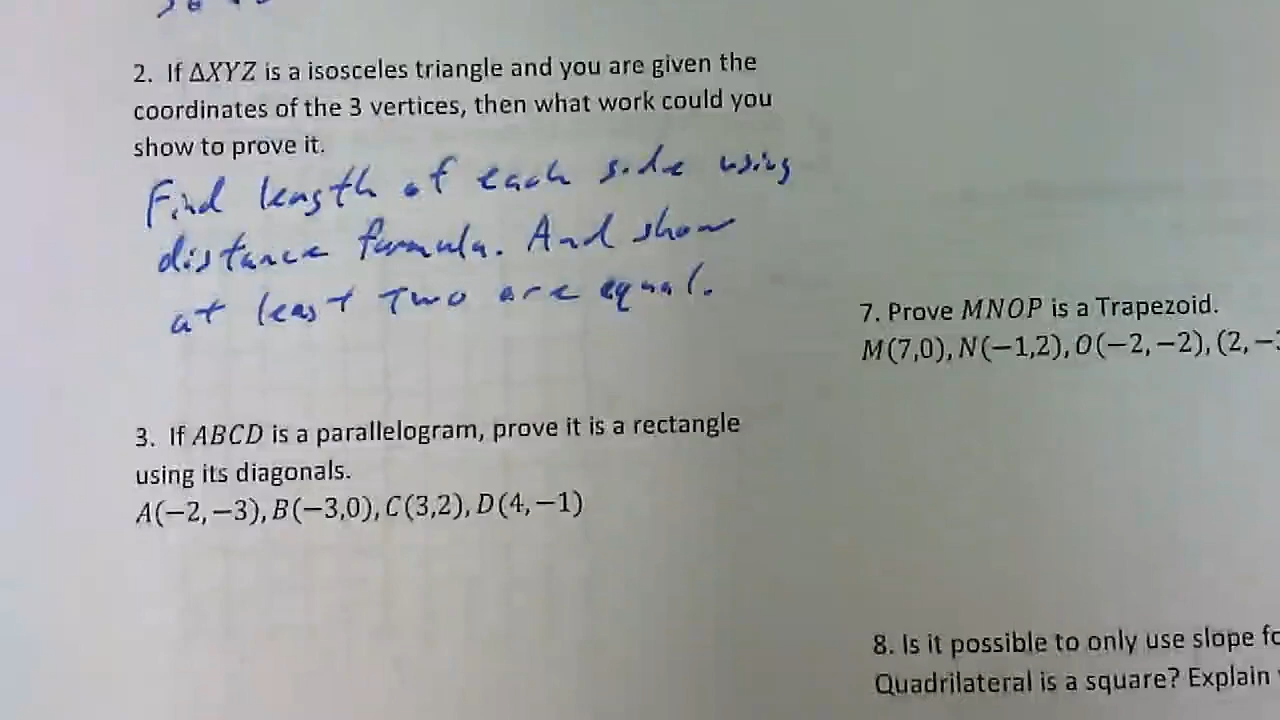 2. If ΔXYZ is a isosceles triangle and you are given the
coordinates of the 3 vertices, then what work could you
show to prove it.
Find length of each side using
distance formula. And show
at least two are equal.
3. If ABCD is a parallelogram, prove it is a rectangle
using its diagonals.
A(−2,−3), B(−3,0), C(3,2), D(4,−1)
7. Prove MNOP is a Trapezoid.
M(7,0), N(−1,2), O(−2,−2), (2,−
8. Is it possible to only use slope
Quadrilateral is a square? Explain